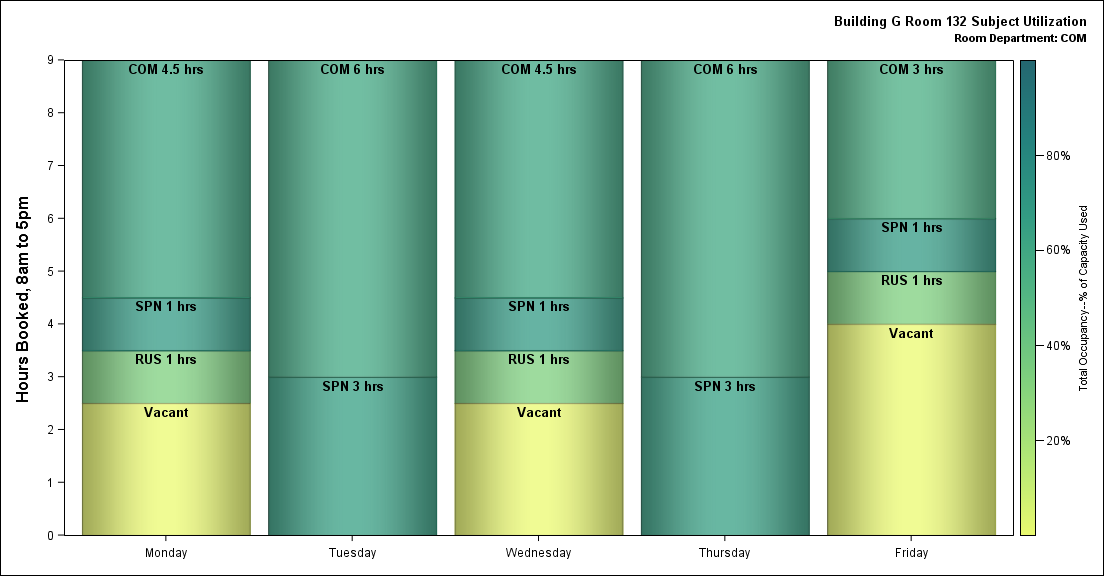 Building G Room 132 Subject Utilization
Room Department: COM
Hours Booked, 8am to 5pm
9
8
7
6
5
4
3
2
1
0
COM 4.5 hrs
SPN 1 hrs
RUS 1 hrs
Vacant
Monday
COM 6 hrs
SPN 3 hrs
Tuesday
COM 4.5 hrs
SPN 1 hrs
RUS 1 hrs
Vacant
Wednesday
COM 6 hrs
SPN 3 hrs
Thursday
COM 3 hrs
SPN 1 hrs
RUS 1 hrs
Vacant
Friday
80%
60%
40%
20%
Total Occupancy--% of Capacity Used